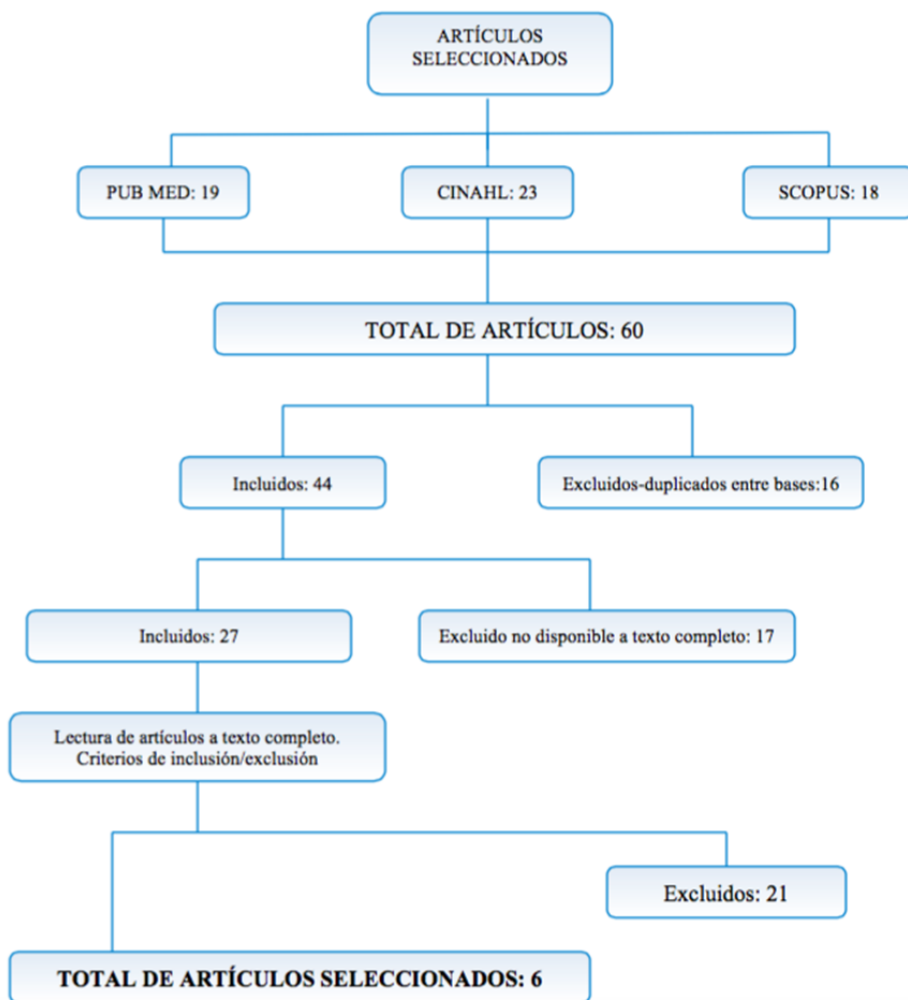 ARTÍCULOS
SELECCIONADOS
PUB MED: 19
CINAHL: 23
SCOPUS: 18
TOTAL DE ARTÍCULOS: 60
Incluidos: 44
Excluidos-duplicados entre bases:16
Incluidos: 27
Excluido no disponible a texto completo: 17
Lectura de artículos a texto completo.
Criterios de inclusión/exclusión
Excluidos: 21
TOTAL DE ARTÍCULOS SELECCIONADOS: 6